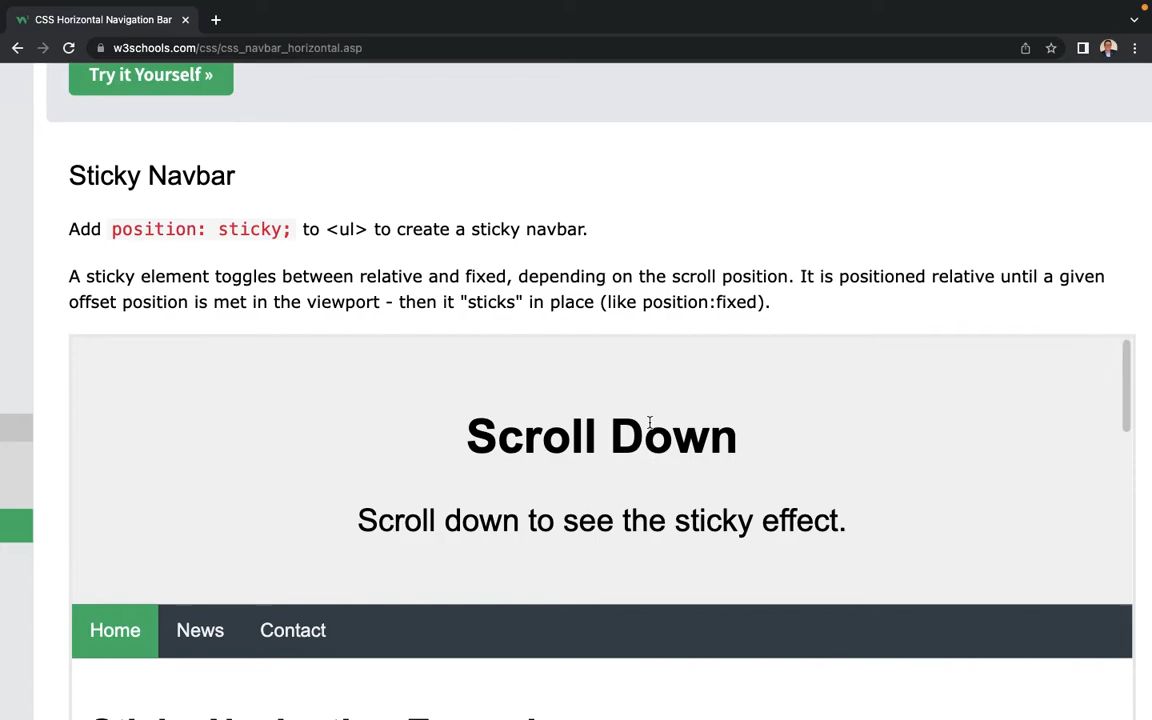 CSS Horizontal Navigation Bar
w3schools.com/css/css_navbar_horizontal.asp
Try it Yourself »
Sticky Navbar
Add position: sticky; to <ul> to create a sticky navbar.
A sticky element toggles between relative and fixed, depending on the scroll position. It is positioned relative until a given
offset position is met in the viewport - then it "sticks" in place (like position:fixed).
Scroll Down
Scroll down to see the sticky effect.
Home News Contact